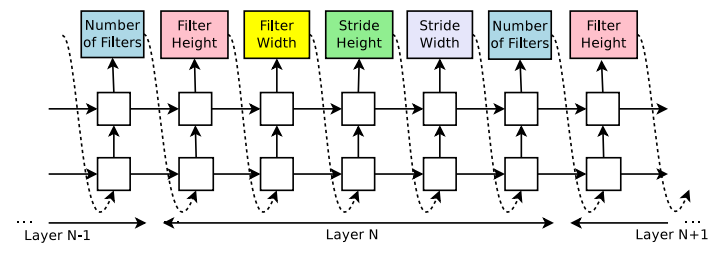 Number
of Filters
Filter
Height
Filter
Width
Stride
Height
Stride
Width
Number
of Filters
Filter
Height
...
Layer N-1
Layer N
...
Layer N+1